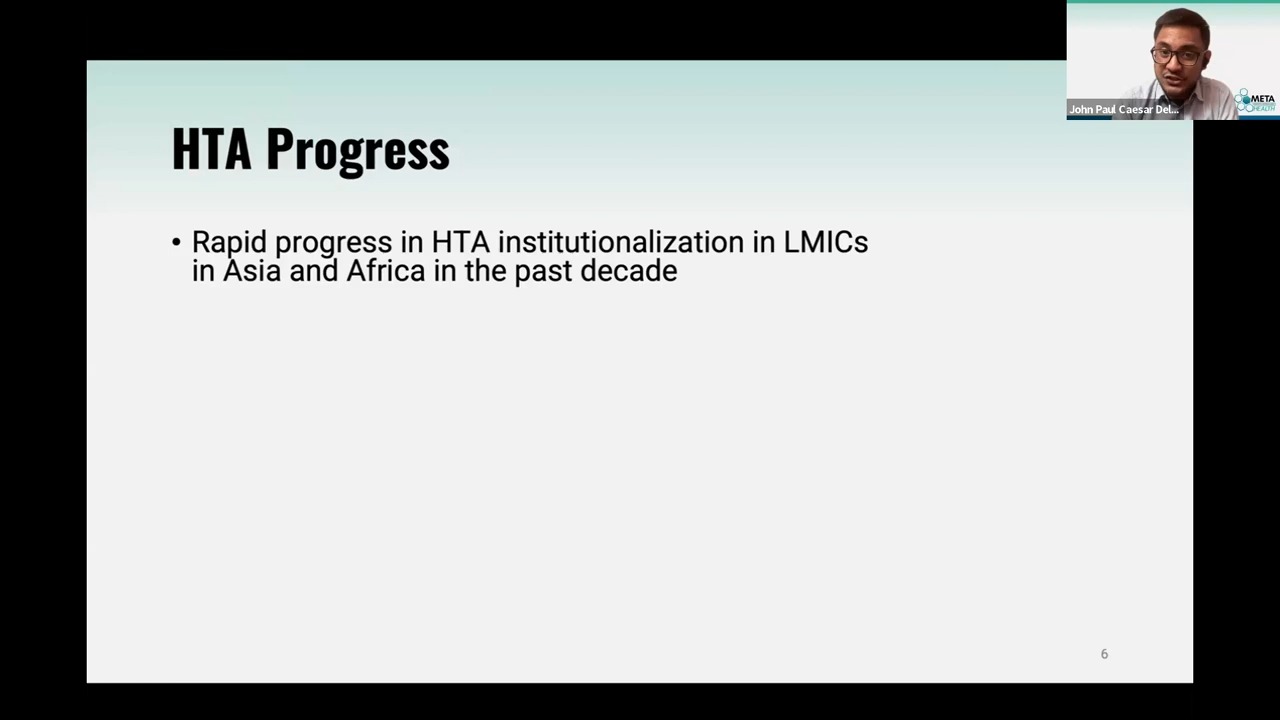 HTA Progress
• Rapid progress in HTA institutionalization in LMICs
in Asia and Africa in the past decade
6
John Paul Caesar Del...
META
HEALTH